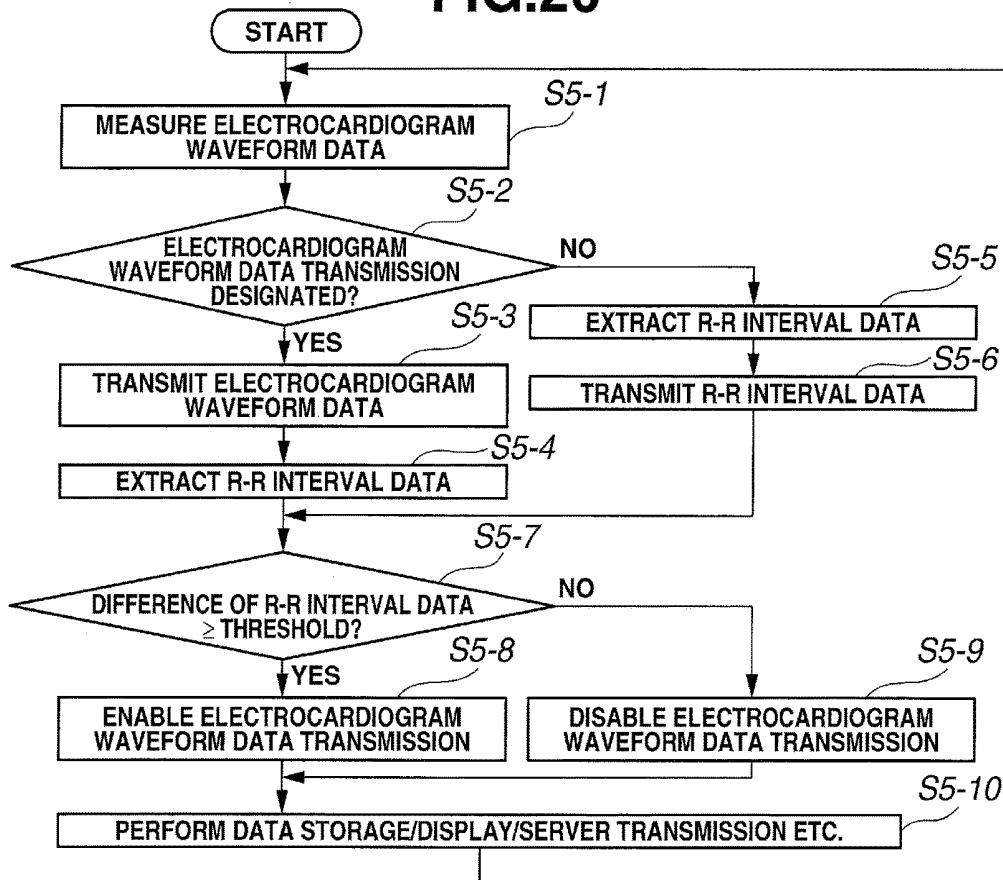 START
S5-1
MEASURE ELECTROCARDIOGRAM
WAVEFORM DATA
S5-2
ELECTROCARDIOGRAM
WAVEFORM DATA TRANSMISSION
DESIGNATED?
NO
YES
S5-3
TRANSMIT ELECTROCARDIOGRAM
WAVEFORM DATA
S5-4
EXTRACT R-R INTERVAL DATA
S5-5
EXTRACT R-R INTERVAL DATA
S5-6
TRANSMIT R-R INTERVAL DATA
S5-7
DIFFERENCE OF R-R INTERVAL DATA
≥ THRESHOLD?
NO
YES
S5-8
ENABLE ELECTROCARDIOGRAM
WAVEFORM DATA TRANSMISSION
S5-9
DISABLE ELECTROCARDIOGRAM
WAVEFORM DATA TRANSMISSION
S5-10
PERFORM DATA STORAGE/DISPLAY/SERVER TRANSMISSION ETC.